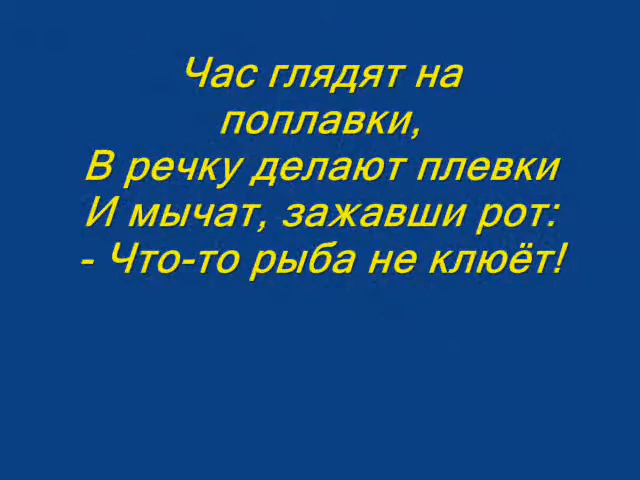 Час глядят на
поплавки,
В речку делают плевки
И мычат, зажавши рот:
- Что-то рыба не клюёт!